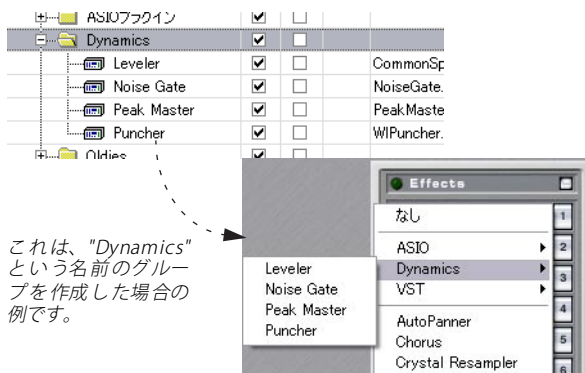 ASIOプラグイン
Dynamics
Leveler CommonSp
Noise Gate NoiseGate.
Peak Master PeakMaste
Puncher WIPuncher.
Oldies
Effects
なし 1
ASIO 2
Dynamics 3
VST
4
AutoPanner
Chorus 5
Crystal Resampler 6
Leveler
Noise Gate
Peak Master
Puncher
これは、"Dynamics"
という名前のグルー
プを作成した場合の
例です。